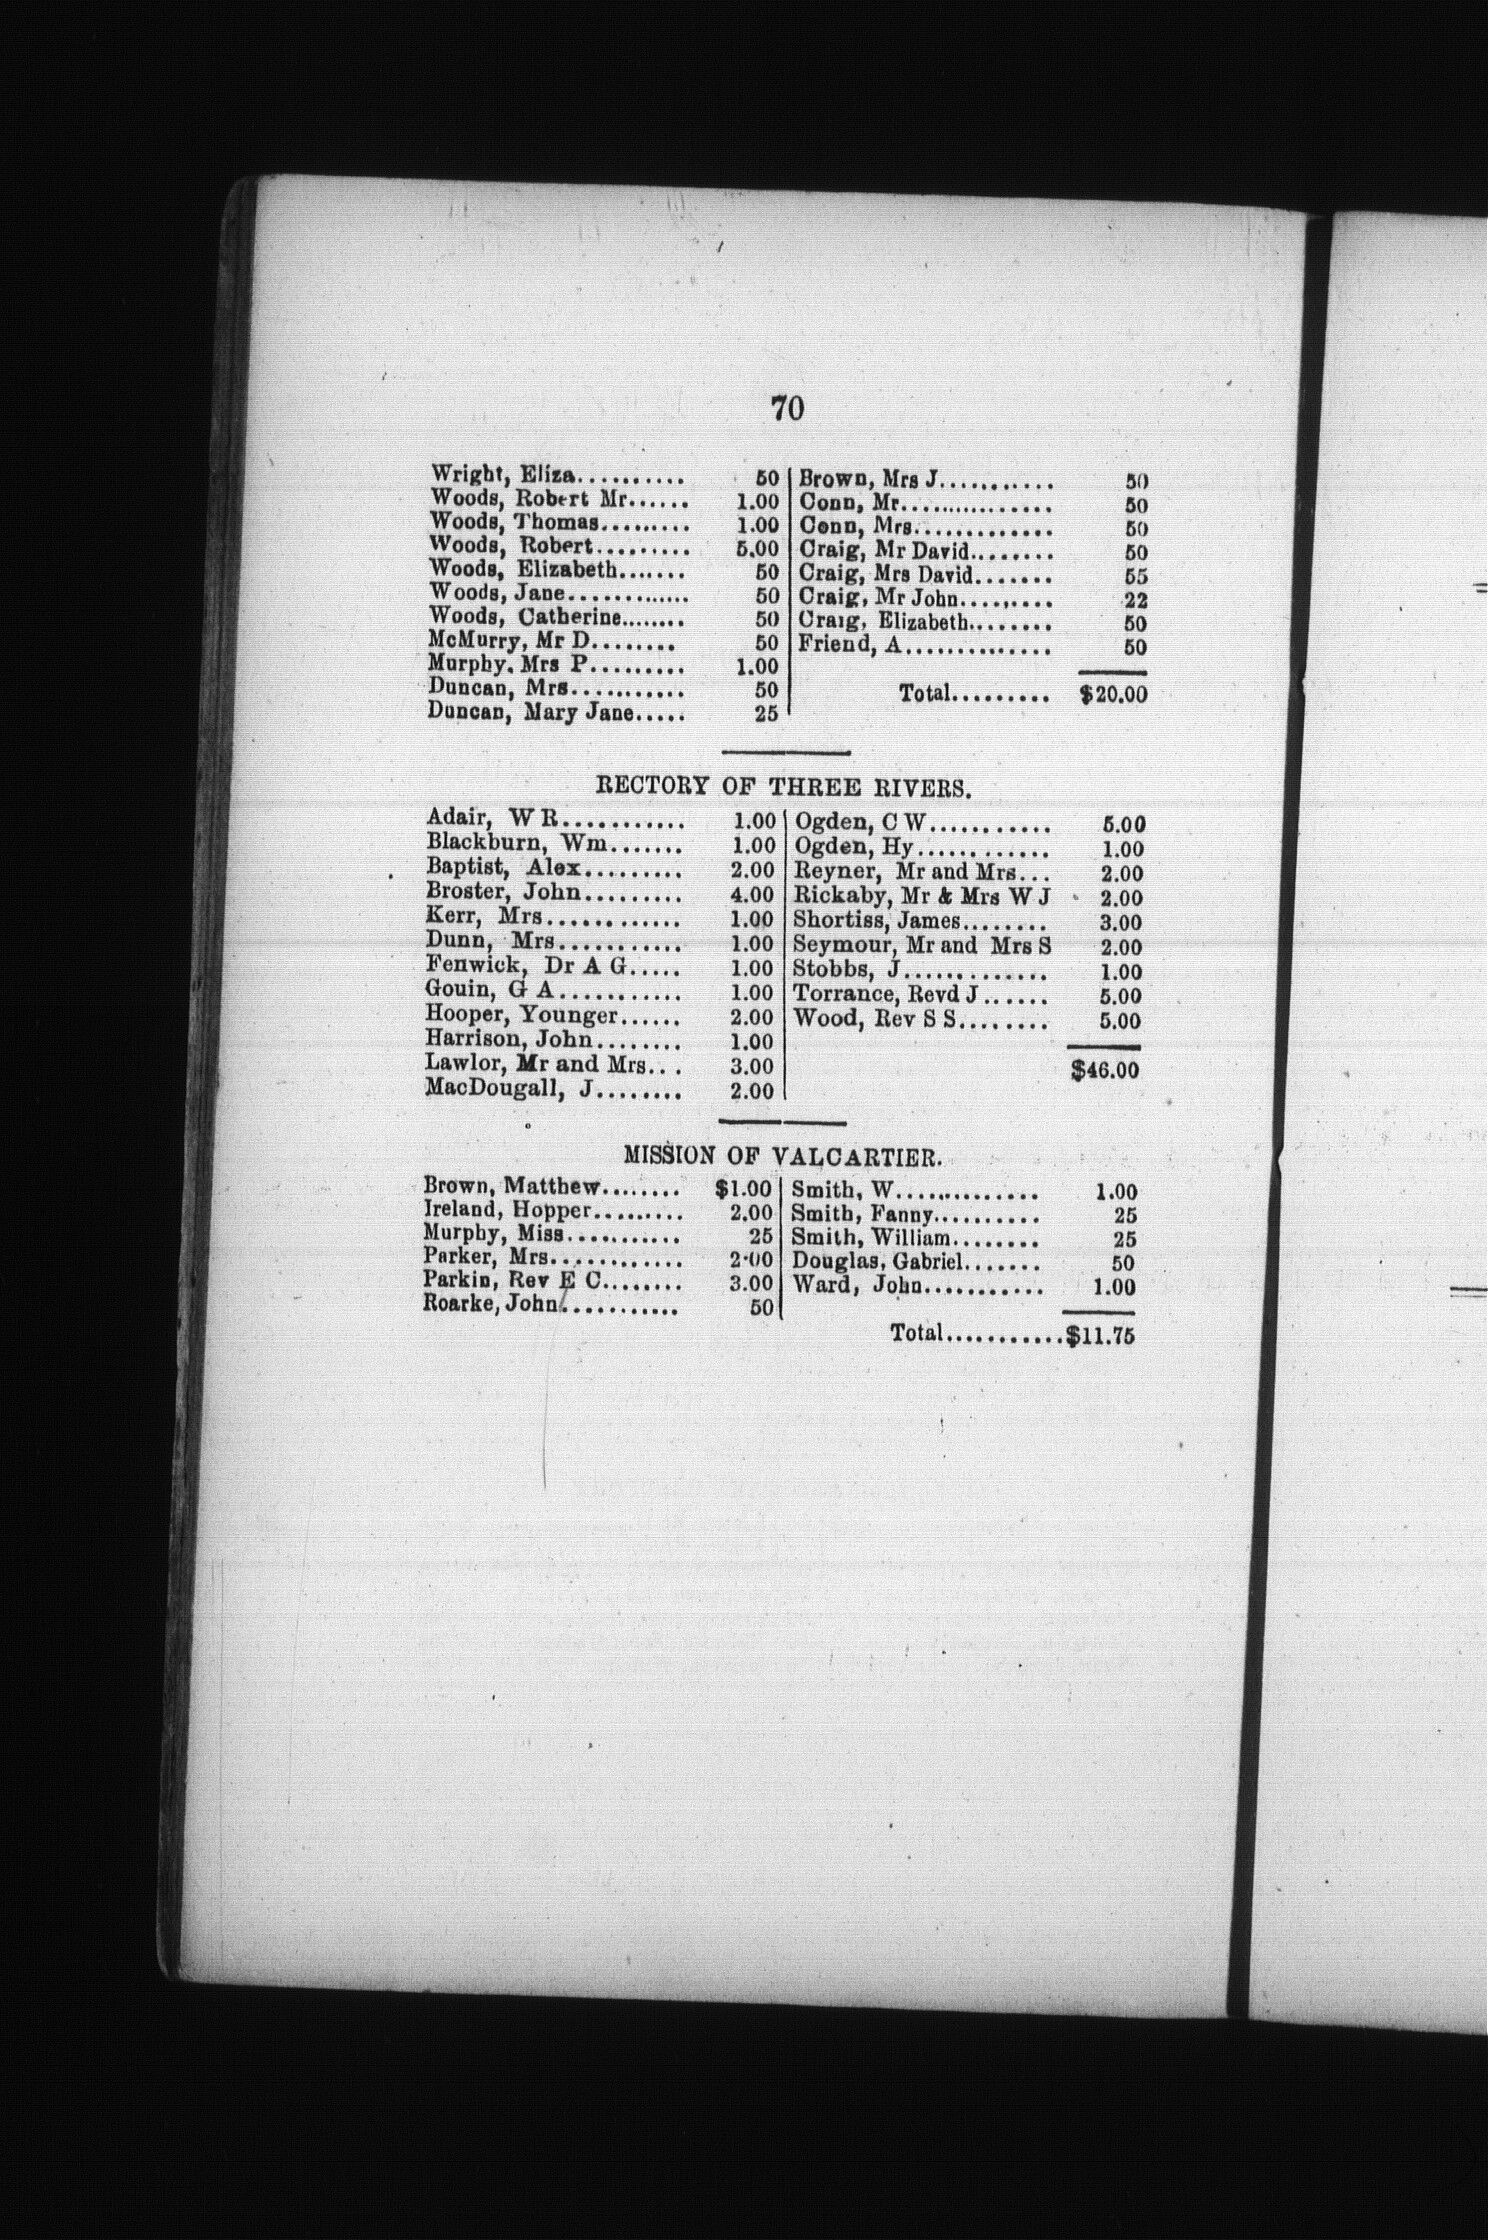 70
Wright, Eliza........... 50
Woods, Robert Mr...... 1.00
Woods, Thomas......... 1.00
Woods, Robert......... 5.00
Woods, Elizabeth....... 50
Woods, Jane............. 50
Woods, Catherine........ 50
McMurry, Mr D........ 50
Murphy, Mrs P......... 1.00
Duncan, Mrs........... 50
Duncan, Mary Jane..... 25
Brown, Mrs J........... 50
Conn, Mr................ 50
Conn, Mrs............. 50
Craig, Mr David........ 50
Craig, Mrs David....... 55
Craig, Mr John......... 22
Craig, Elizabeth........ 50
Friend, A.............. 50
Total......... $20.00
RECTORY OF THREE RIVERS.
Adair, W R........... 1.00
Blackburn, Wm....... 1.00
Baptist, Alex......... 2.00
Broster, John......... 4.00
Kerr, Mrs............ 1.00
Dunn, Mrs........... 1.00
Fenwick, Dr A G..... 1.00
Gouin, G A........... 1.00
Hooper, Younger...... 2.00
Harrison, John........ 1.00
Lawlor, Mr and Mrs... 3.00
MacDougall, J........ 2.00
Ogden, C W........... 5.00
Ogden, Hy............ 1.00
Reyner, Mr and Mrs... 2.00
Rickaby, Mr & Mrs W J 2.00
Shortiss, James........ 3.00
Seymour, Mr and Mrs S 2.00
Stobbs, J............. 1.00
Torrance, Revd J...... 5.00
Wood, Rev S S........ 5.00
$46.00
MISSION OF VALCARTIER.
Brown, Matthew........ $1.00
Ireland, Hopper......... 2.00
Murphy, Miss........... 25
Parker, Mrs............ 2·00
Parkin, Rev E C........ 3.00
Roarke, John........... 50
Smith, W.............. 1.00
Smith, Fanny.......... 25
Smith, William........ 25
Douglas, Gabriel....... 50
Ward, John........... 1.00
Total...........$11.75